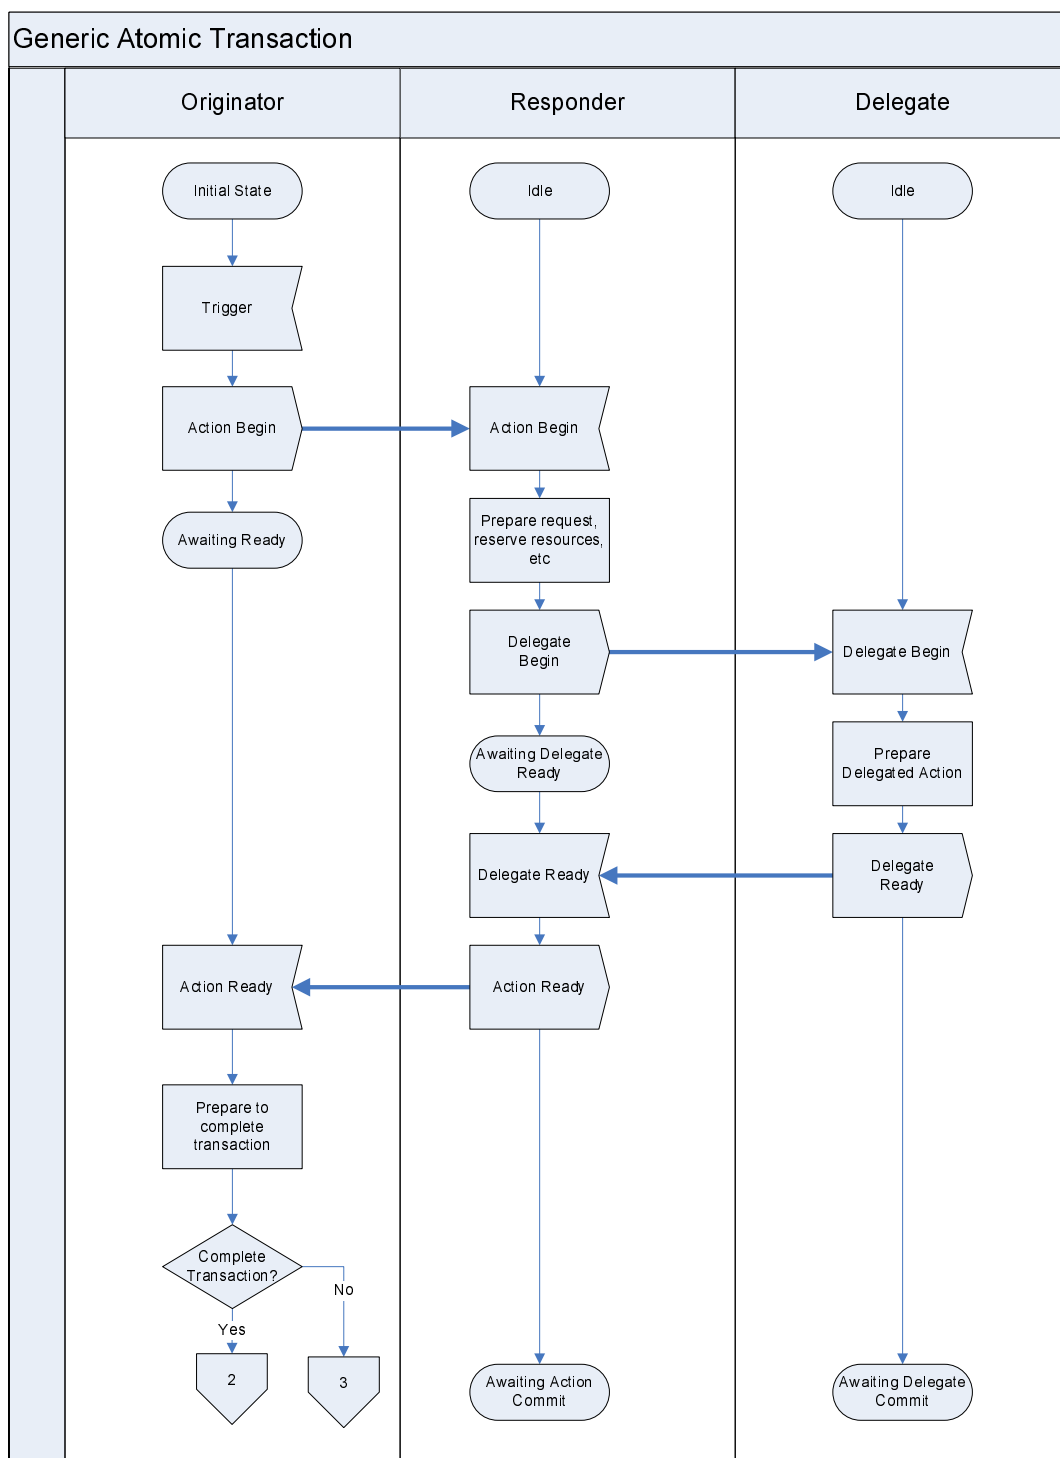 Generic Atomic Transaction
Originator
Responder
Delegate
Initial State
Idle
Idle
Trigger
Action Begin
Action Begin
Awaiting Ready
Prepare request,
reserve resources,
etc
Delegate
Begin
Delegate Begin
Awaiting Delegate
Ready
Prepare
Delegated Action
Delegate Ready
Delegate
Ready
Action Ready
Action Ready
Prepare to
complete
transaction
Complete
Transaction?
No
Yes
2
3
Awaiting Action
Commit
Awaiting Delegate
Commit